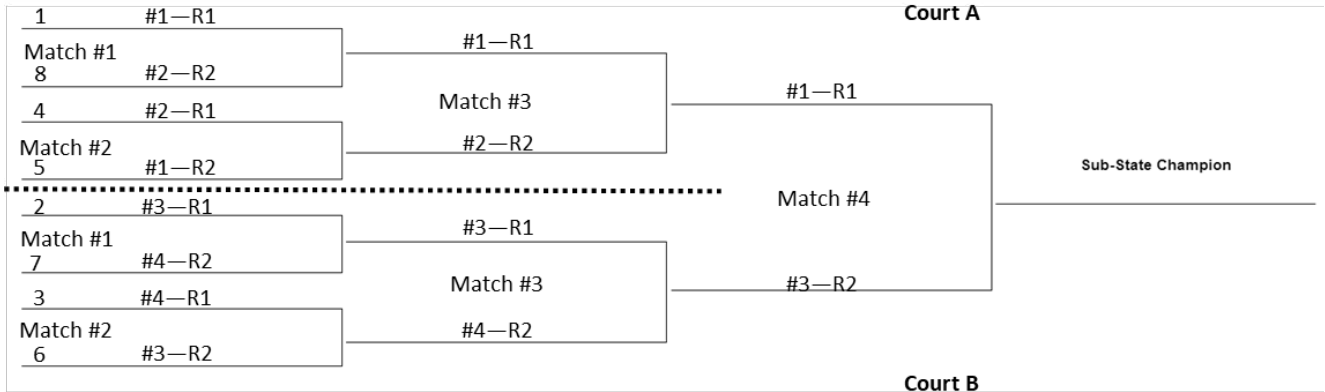 Court A
1 #1—R1
Match #1
8 #2—R2
#1—R1
4 #2—R1
Match #2
5 #1—R2
Match #3
#2—R2
#1—R1
2 #3—R1
Match #1
7 #4—R2
#3—R1
3 #4—R1
Match #2
6 #3—R2
Match #3
#4—R2
Match #4
#3—R2
Sub-State Champion
Court B